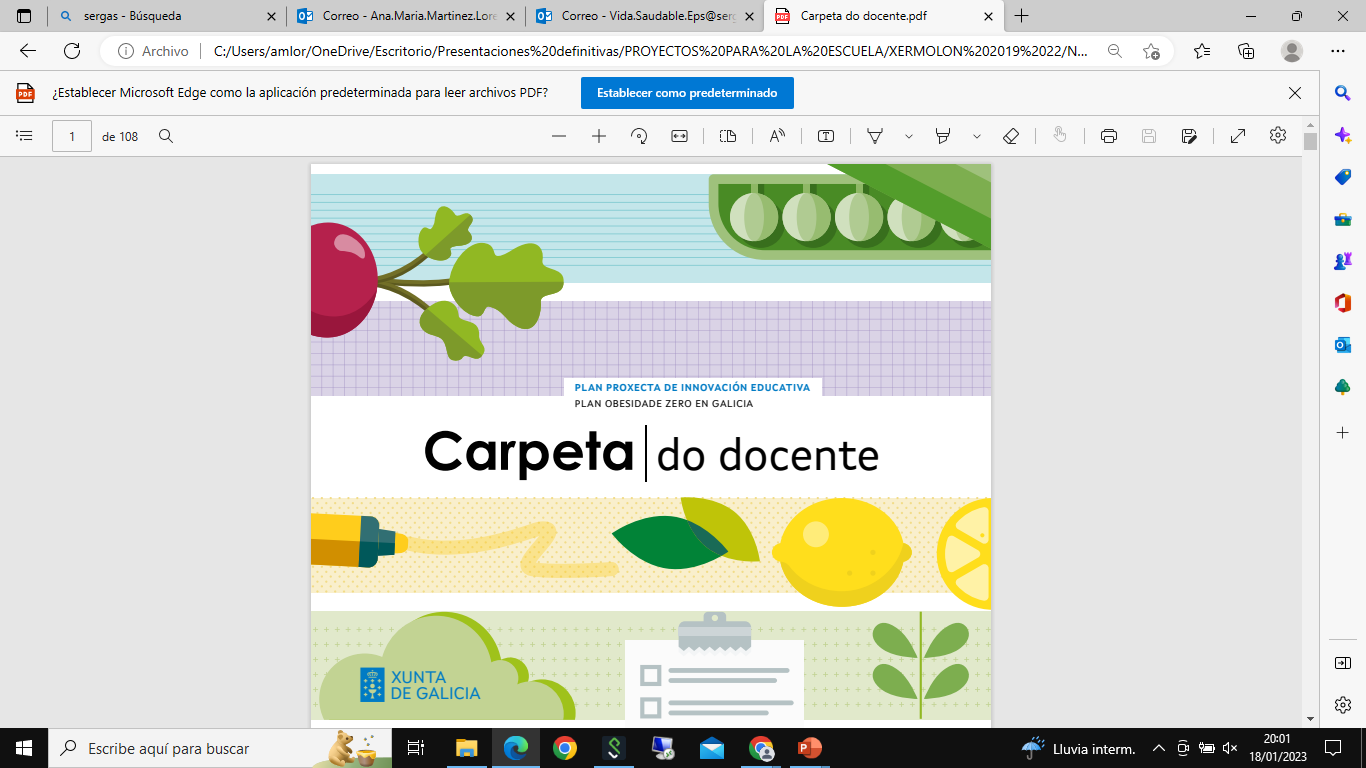 sergas - Búsqueda
Correo - Ana.Maria.Martinez.Lore
Correo - Vida.Saudable.Eps@serg
Carpeta do docente.pdf
Archivo
C:/Users/amlor/OneDrive/Escritorio/Presentaciones%20definitivas/PROYECTOS%20PARA%20LA%20ESCUELA/XERMOLON%202019%2022/N...
¿Establecer Microsoft Edge como la aplicación predeterminada para leer archivos PDF?
Establecer como predeterminado
1 de 108
PLAN PROXECTA DE INNOVACIÓN EDUCATIVA
PLAN OBESIDADE ZERO EN GALICIA
Carpeta do docente
XUNTA
DE GALICIA
Escribe aquí para buscar
Lluvia interm.
20:01
18/01/2023